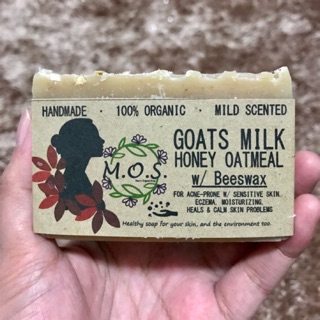 HANDMADE · 100% ORGANIC · MILD SCENTED
GOATS MILK
HONEY OATMEAL
w/ Beeswax
M.O.S.
FOR ACNE-PRONE W/ SENSITIVE SKIN,
ECZEMA, MOISTURIZING,
HEALS & CALM SKIN PROBLEMS
Healthy soap for your skin, and the environment too.